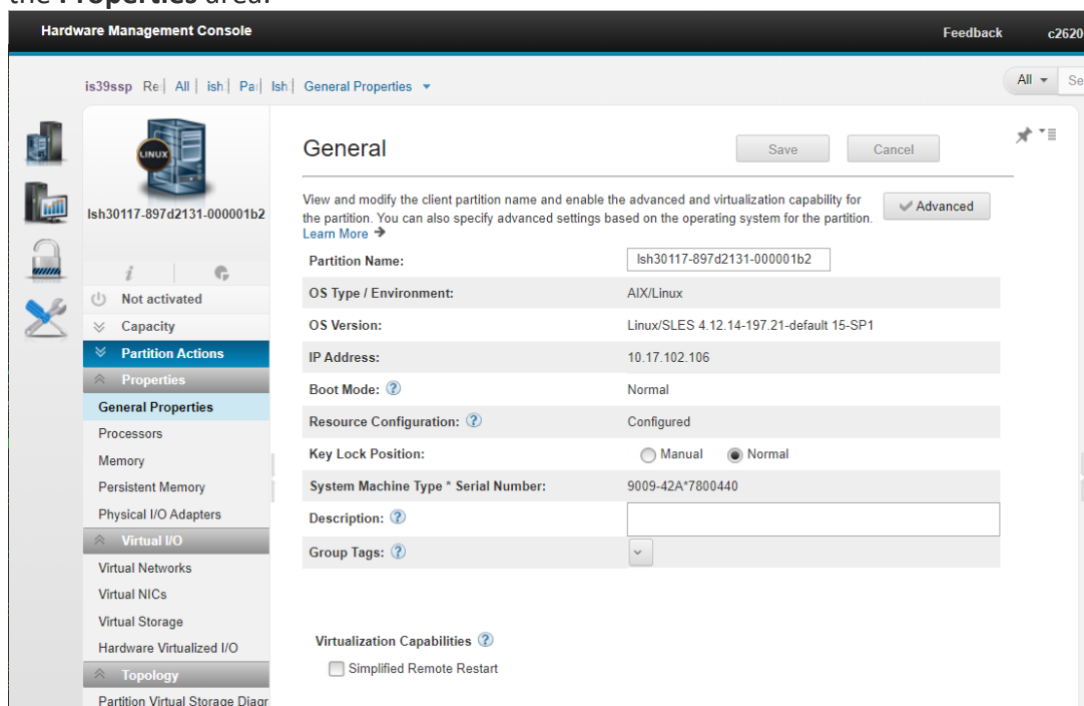 the Properties area.
Hardware Management Console Feedback c2620
is39ssp Re All ish Pa Ish General Properties
All Se
LINUX
lsh30117-897d2131-000001b2
Not activated
Capacity
Partition Actions
Properties
General Properties
Processors
Memory
Persistent Memory
Physical I/O Adapters
Virtual I/O
Virtual Networks
Virtual NICs
Virtual Storage
Hardware Virtualized I/O
Topology
Partition Virtual Storage Diagr
General Save Cancel
View and modify the client partition name and enable the advanced and virtualization capability for
the partition. You can also specify advanced settings based on the operating system for the partition.
Learn More
Advanced
Partition Name: lsh30117-897d2131-000001b2
OS Type / Environment: AIX/Linux
OS Version: Linux/SLES 4.12.14-197.21-default 15-SP1
IP Address: 10.17.102.106
Boot Mode: ? Normal
Resource Configuration: ? Configured
Key Lock Position: Manual Normal
System Machine Type * Serial Number: 9009-42A*7800440
Description: ?
Group Tags: ?
Virtualization Capabilities ?
Simplified Remote Restart